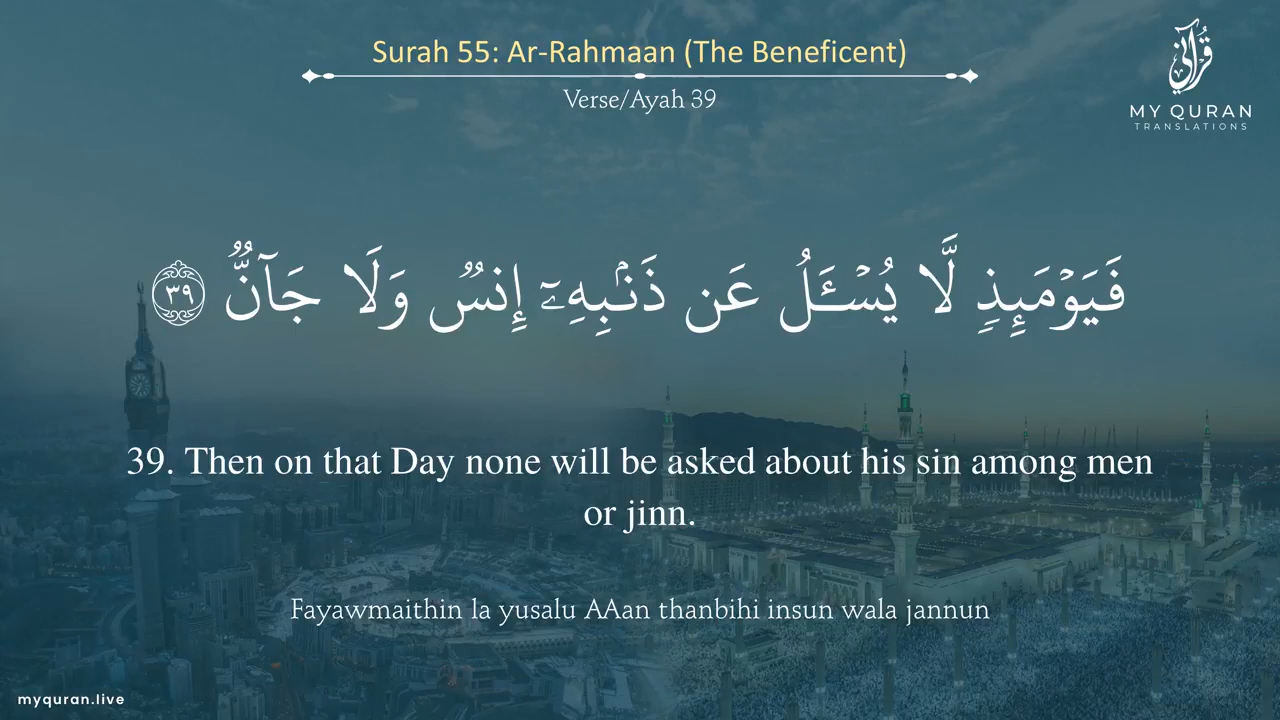 Surah 55: Ar-Rahmaan (The Beneficent)
Verse/Ayah 39
قرآني
MY QURAN
TRANSLATIONS
فَيَوْمَئِذٍ لَّا يُسْـَٔلُ عَن ذَنۢبِهِۦٓ إِنسٌ وَلَا جَآنٌّ ٣٩
39. Then on that Day none will be asked about his sin among men
or jinn.
Fayawmaithin la yusalu AAan thanbihi insun wala jannun
myquran.live